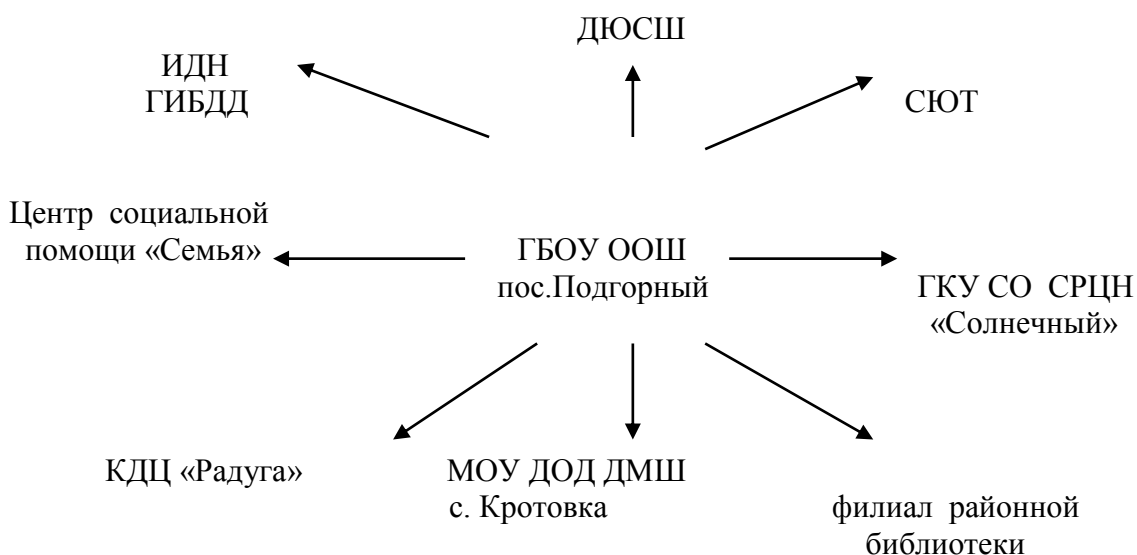 ДЮСШ
ИДН
ГИБДД
СЮТ
Центр социальной
помощи «Семья»
ГБОУ ООШ
пос.Подгорный
ГКУ СО СРЦН
«Солнечный»
КДЦ «Радуга»
МОУ ДОД ДМШ
с. Кротовка
филиал районной
библиотеки